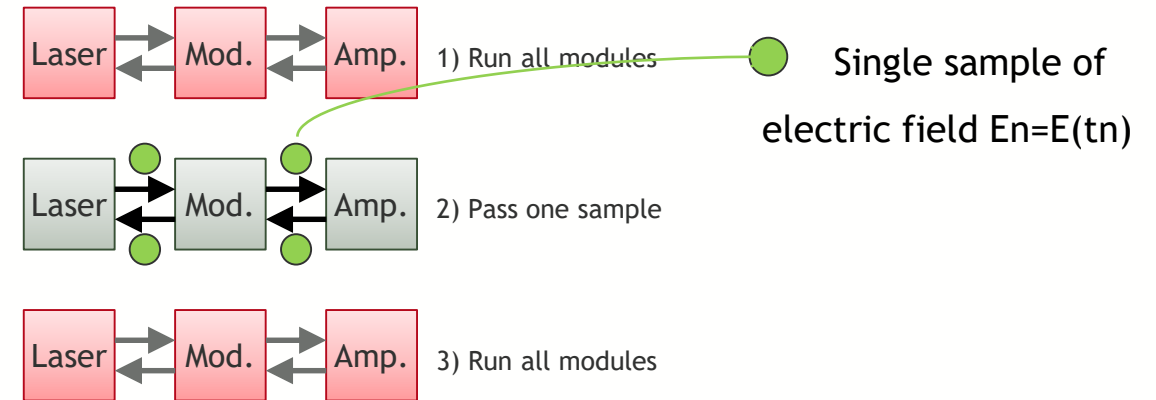 Laser Mod. Amp. 1) Run all modules
Single sample of
electric field En=E(tn)
Laser Mod. Amp. 2) Pass one sample
Laser Mod. Amp. 3) Run all modules